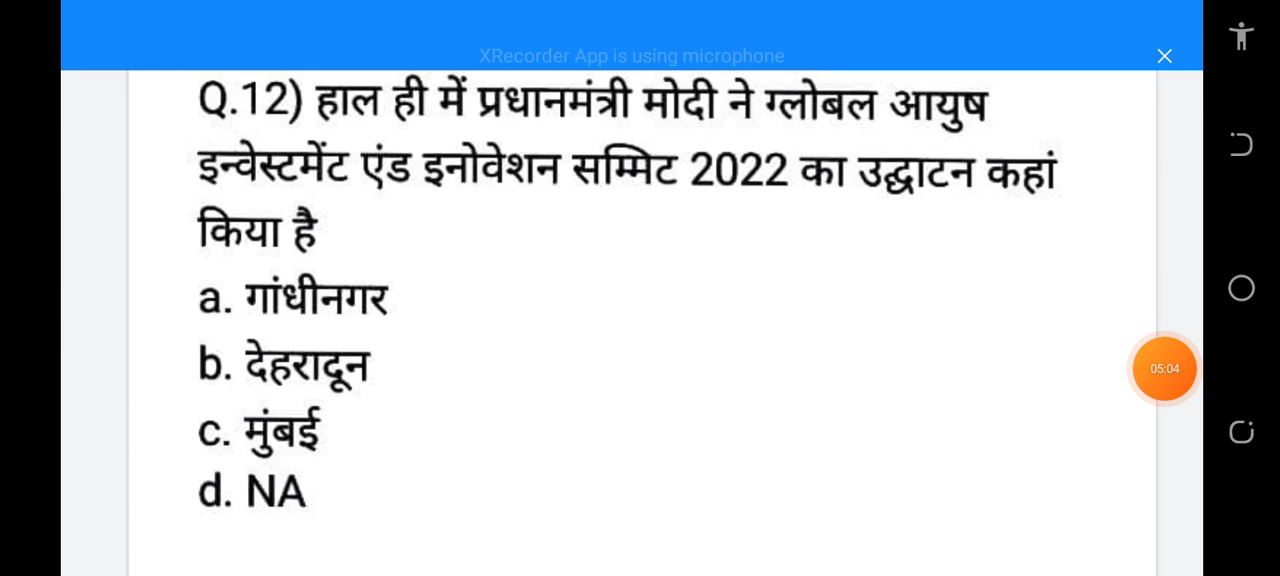 XRecorder App is using microphone
Q.12) हाल ही में प्रधानमंत्री मोदी ने ग्लोबल आयुष
इन्वेस्टमेंट एंड इनोवेशन सम्मिट 2022 का उद्घाटन कहां
किया है
a. गांधीनगर
b. देहरादून
05:04
c. मुंबई
d. NA